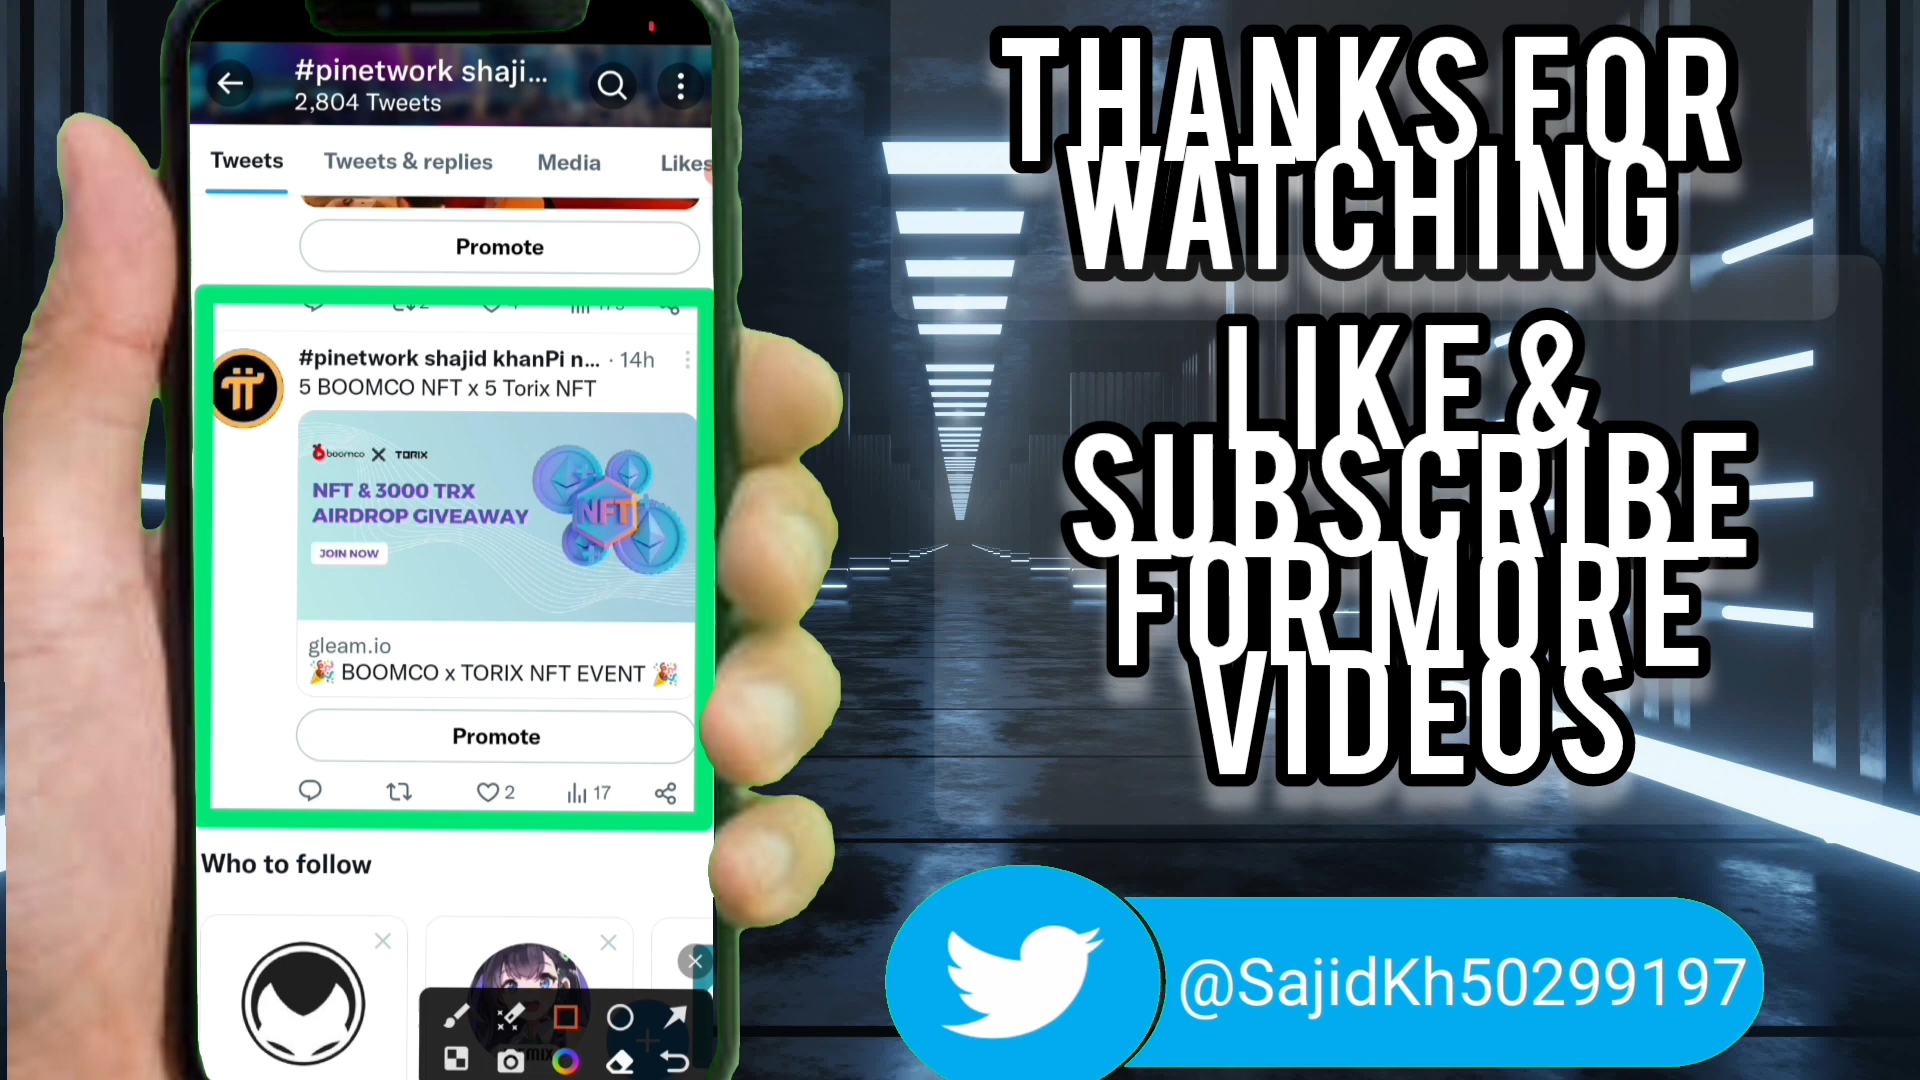 #pinetwork shaji...
2,804 Tweets
Tweets Tweets & replies Media Likes
Promote
#pinetwork shajid khanPi n... · 14h
5 BOOMCO NFT x 5 Torix NFT
boomco X TORIX
NFT & 3000 TRX
AIRDROP GIVEAWAY
NFT
JOIN NOW
gleam.io
🎉 BOOMCO x TORIX NFT EVENT 🎉
Promote
2 17
Who to follow
THANKS FOR
WATCHING
LIKE &
SUBSCRIBE
FOR MORE
VIDEOS
@SajidKh50299197